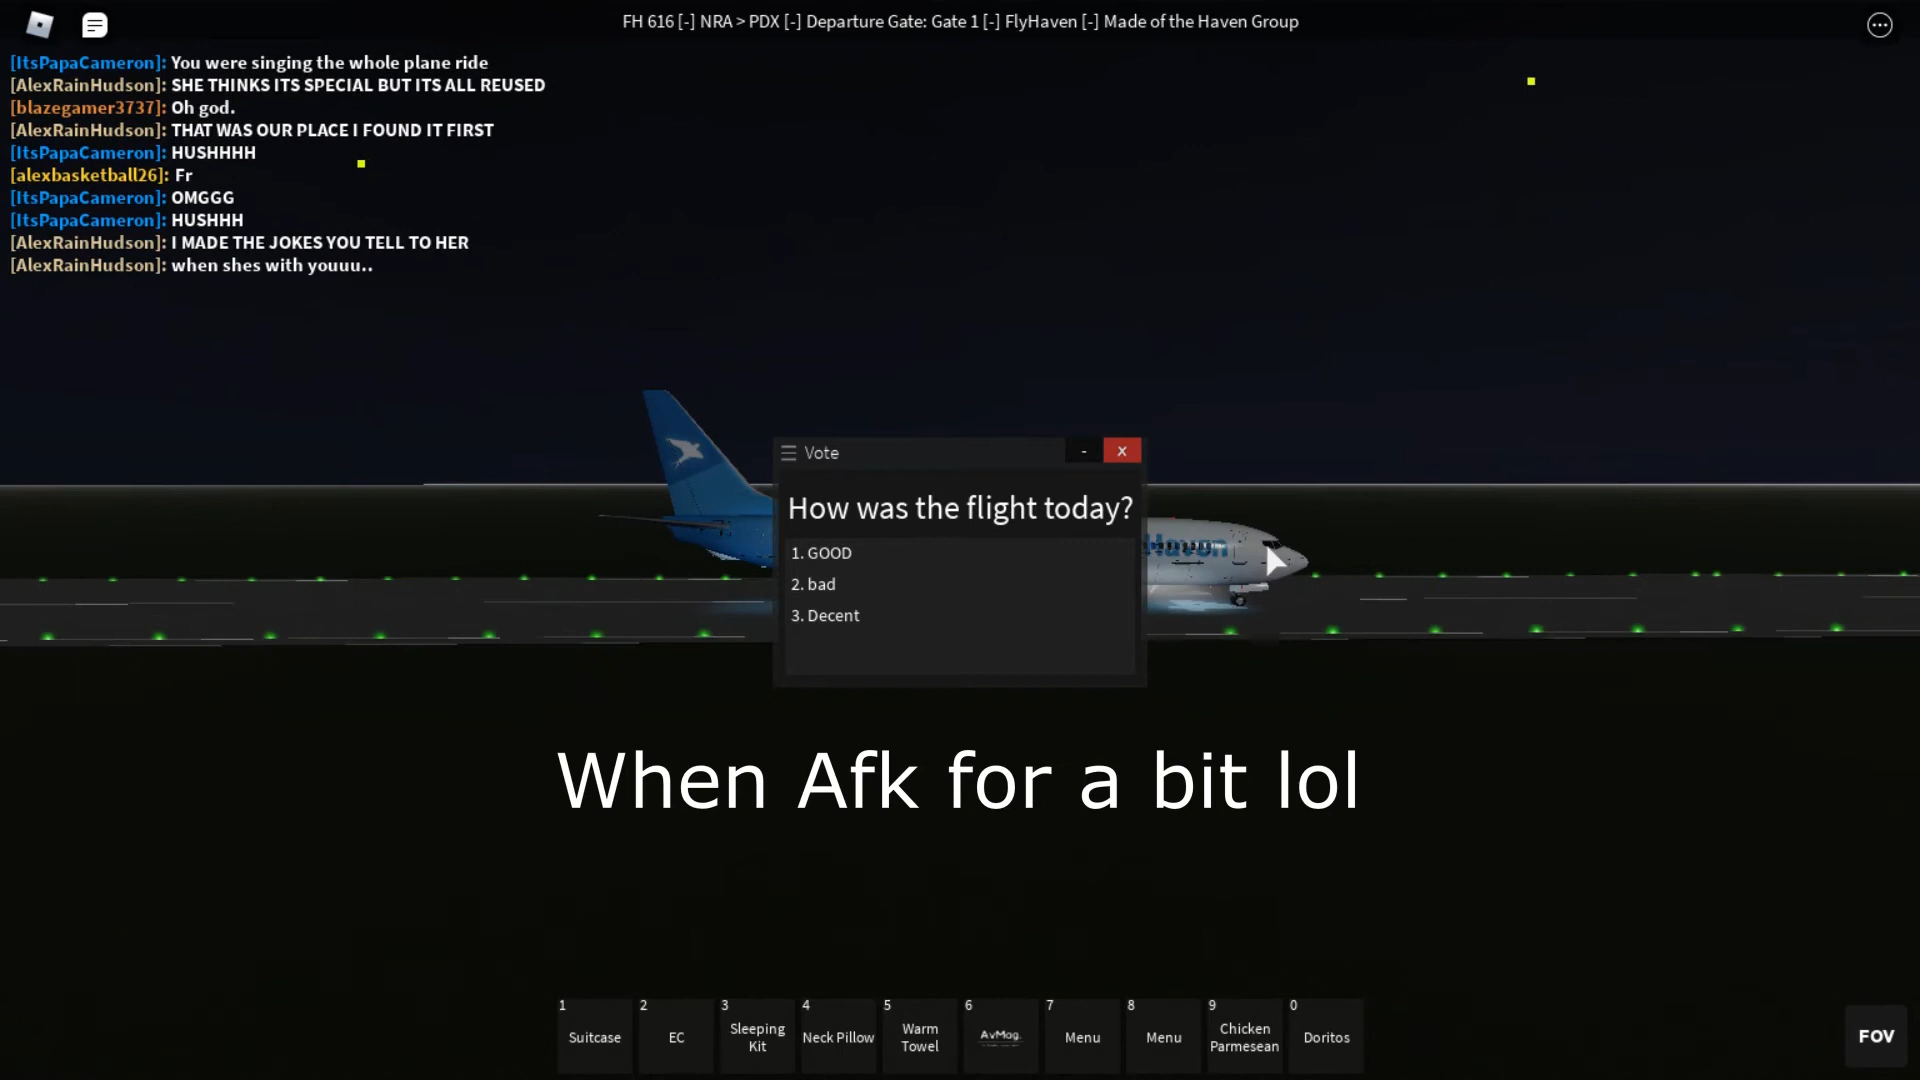 FH 616 [-] NRA > PDX [-] Departure Gate: Gate 1 [-] FlyHaven [-] Made of the Haven Group
[ItsPapaCameron]: You were singing the whole plane ride
[AlexRainHudson]: SHE THINKS ITS SPECIAL BUT ITS ALL REUSED
[blazegamer3737]: Oh god.
[AlexRainHudson]: THAT WAS OUR PLACE I FOUND IT FIRST
[ItsPapaCameron]: HUSHHHH
[alexbasketball26]: Fr
[ItsPapaCameron]: OMGGG
[ItsPapaCameron]: HUSHHH
[AlexRainHudson]: I MADE THE JOKES YOU TELL TO HER
[AlexRainHudson]: when shes with youuu..
Vote
-
X
How was the flight today?
1. GOOD
2. bad
3. Decent
Haven
When Afk for a bit lol
1
Suitcase
2
EC
3
Sleeping
Kit
4
Neck Pillow
5
Warm
Towel
6
AvMag.
7
Menu
8
Menu
9
Chicken
Parmesean
0
Doritos
FOV